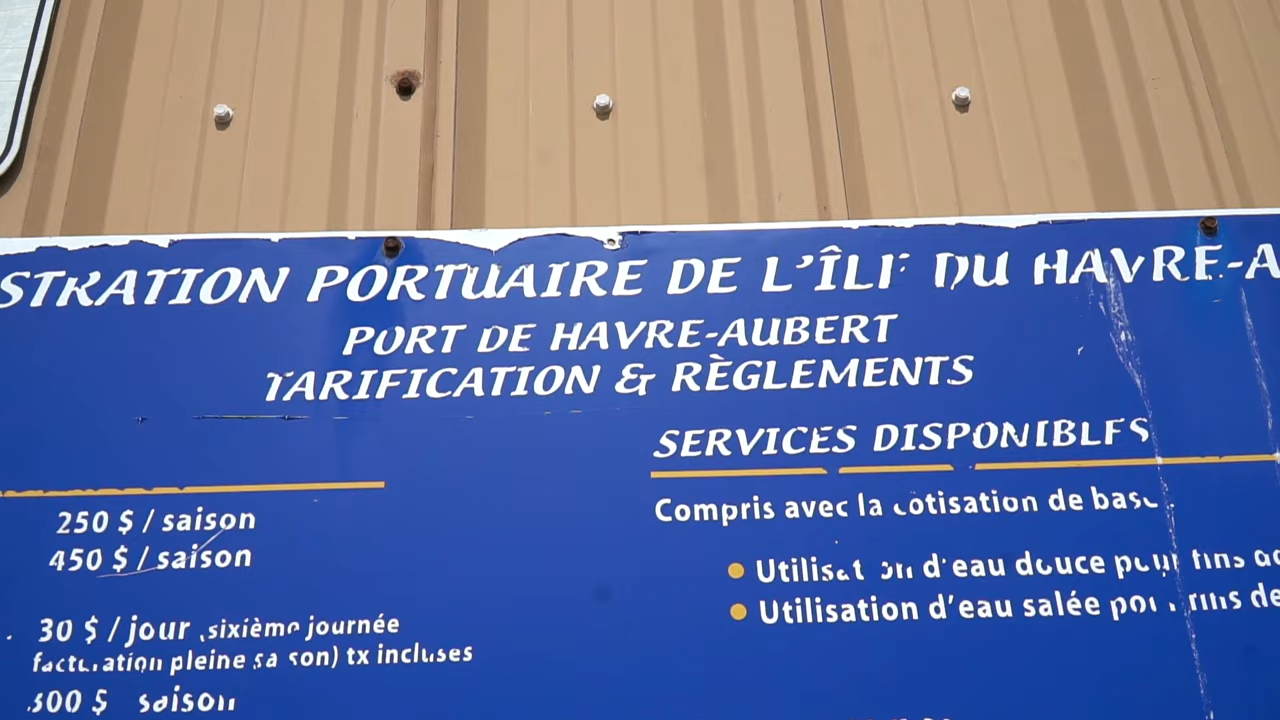 STRATION PORTUAIRE DE L'ÎLE DU HAVRE-A
PORT DE HAVRE-AUBERT
TARIFICATION & RÈGLEMENTS
SERVICES DISPONIBLES
Compris avec la cotisation de base
Utilisation d'eau douce pour fins
Utilisation d'eau salée pour fins de
250 $ / saison
450 $ / saison
30 $ / jour sixième journée
facturation pleine saison) tx incluses
$ saison